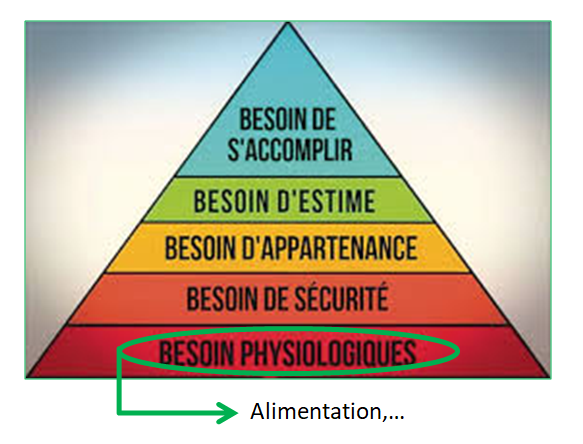 BESOIN DE
S'ACCOMPLIR
BESOIN D'ESTIME
BESOIN D'APPARTENANCE
BESOIN DE SÉCURITÉ
BESOIN PHYSIOLOGIQUES
Alimentation,...